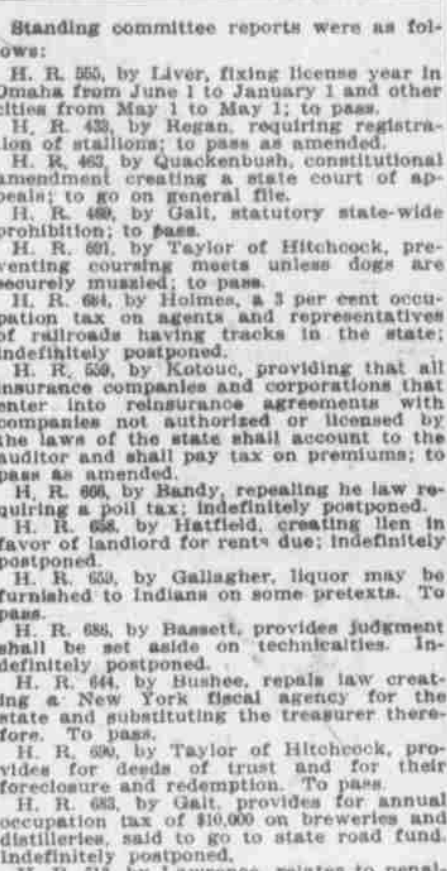 Standing committee reports were as fol-
ows:
H. R. 555, by Liver, fixing license year in
Omaha from June 1 to January 1 and other
cities from May 1 to May 1; to pass.
H. R. 433, by Regan, requiring registra-
ion of stallions; to pass as amended.
H. R. 463, by Quackenbush, constitutional
amendment creating a state court of ap-
peals; to go on general file.
H. R. 469, by Galt, statutory state-wide
prohibition; to pass.
H. R. 691, by Taylor of Hitchcock, pre-
venting coursing meets unless dogs are
securely muzzled; to pass.
H. R. 684, by Holmes, a 3 per cent occu-
pation tax on agents and representatives
of railroads having tracks in the state;
indefinitely postponed.
H. R. 559, by Kotouc, providing that all
insurance companies and corporations that
enter into reinsurance agreements with
companies not authorized or licensed by
the laws of the state shall account to the
auditor and shall pay tax on premiums; to
pass as amended.
H. R. 666, by Bandy, repealing he law re-
quiring a poll tax; indefinitely postponed.
H. R. 658, by Hatfield, creating lien in
favor of landlord for rents due; indefinitely
postponed.
H. R. 659, by Gallagher, liquor may be
furnished to Indians on some pretexts. To
pass.
H. R. 686, by Bassett, provides judgment
shall be set aside on technicalties. In-
definitely postponed.
H. R. 644, by Bushee, repals law creat-
ing a New York fiscal agency for the
state and substituting the treasurer there-
fore. To pass.
H. R. 690, by Taylor of Hitchcock, pro-
vides for deeds of trust and for their
foreclosure and redemption. To pass.
H. R. 683, by Galt, provides for annual
occupation tax of $10,000 on breweries and
distilleries, said to go to state road fund.
Indefinitely postponed.
H. R. by Lawrence, relates to penal-